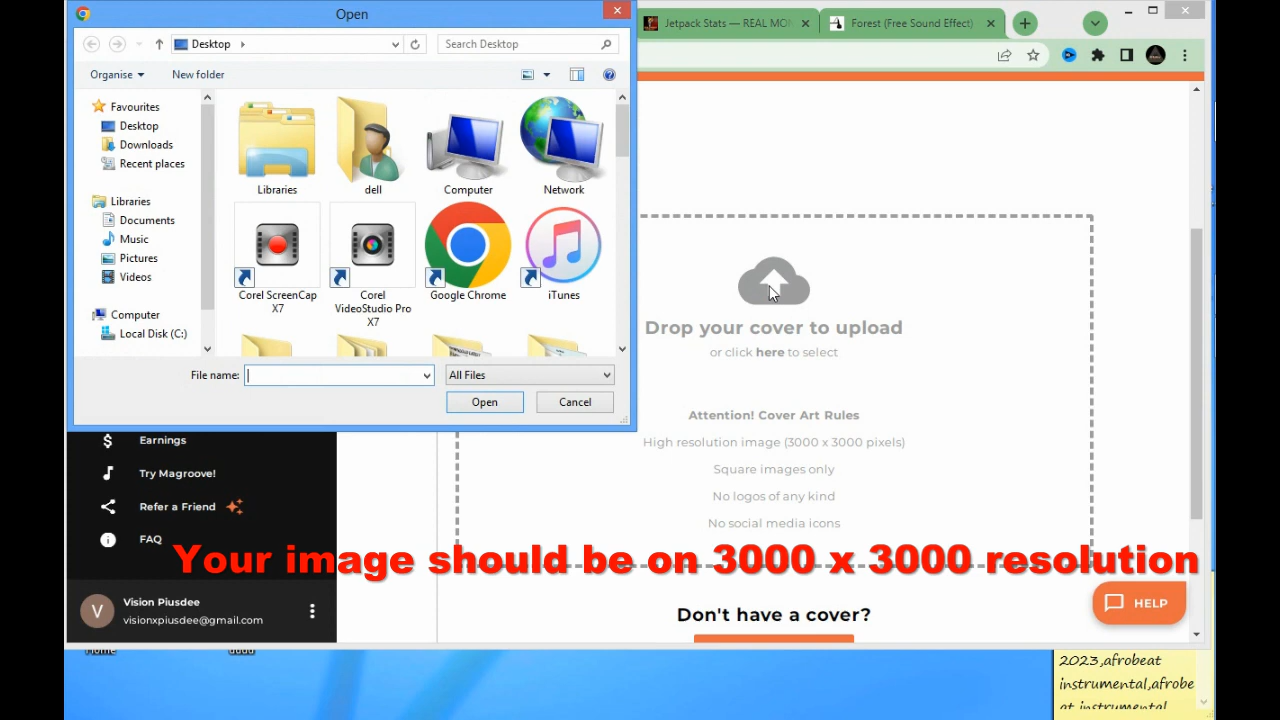 Open
Desktop
Search Desktop
Organise
New folder
Favourites
Desktop
Downloads
Recent places
Libraries
Documents
Music
Pictures
Videos
Computer
Local Disk (C:)
Libraries
dell
Computer
Network
Corel ScreenCap
X7
Corel
VideoStudio Pro
X7
Google Chrome
iTunes
File name:
All Files
Open
Cancel
Jetpack Stats — REAL MO
Forest (Free Sound Effect)
Drop your cover to upload
or click here to select
Attention! Cover Art Rules
High resolution image (3000 x 3000 pixels)
Square images only
No logos of any kind
No social media icons
Earnings
Try Magroove!
Refer a Friend
FAQ
Your image should be on 3000 x 3000 resolution
V
Vision Piusdee
visionxpiusdee@gmail.com
Don't have a cover?
HELP
2023,afrobeat
instrumental,afrobe
at instrumental